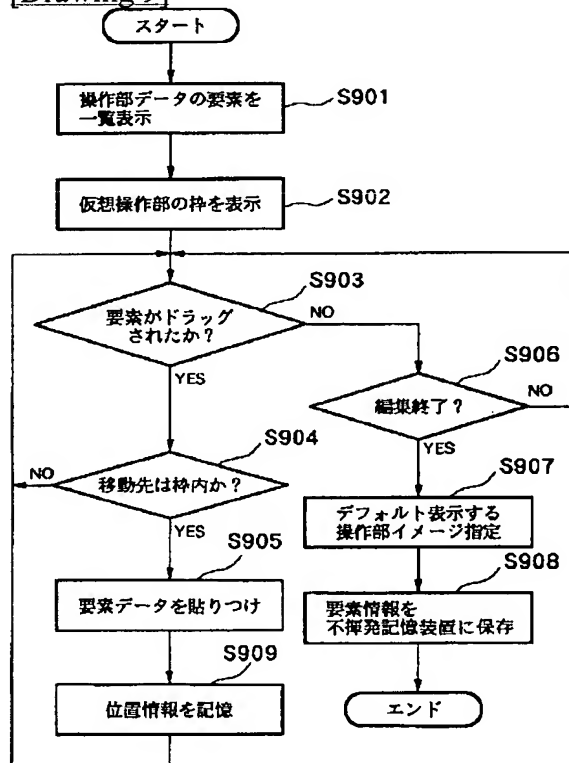 [Drawing 9]
スタート
操作部データの要素を
一覧表示
S901
仮想操作部の枠を表示
S902
要素がドラッグ
されたか?
S903
NO
YES
編集終了?
S906
NO
YES
移動先は枠内か?
S904
NO
YES
デフォルト表示する
操作部イメージ指定
S907
要素データを貼りつけ
S905
要素情報を
不揮発記憶装置に保存
S908
位置情報を記憶
S909
エンド